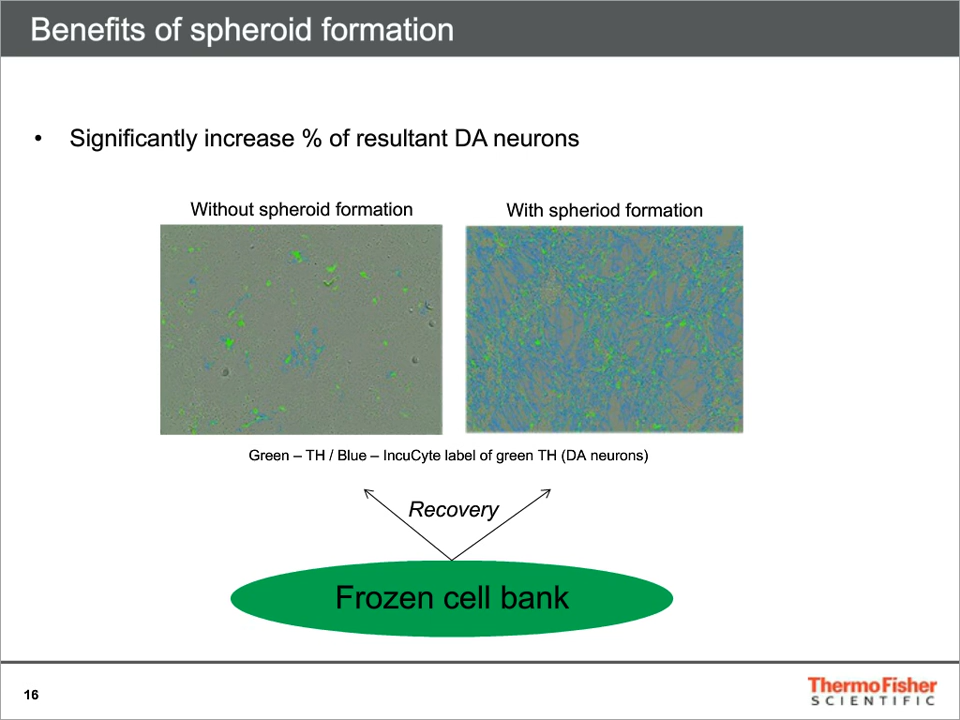 Benefits of spheroid formation
• Significantly increase % of resultant DA neurons
Without spheroid formation
With spheriod formation
Green – TH / Blue – IncuCyte label of green TH (DA neurons)
Recovery
Frozen cell bank
16
ThermoFisher
SCIENTIFIC